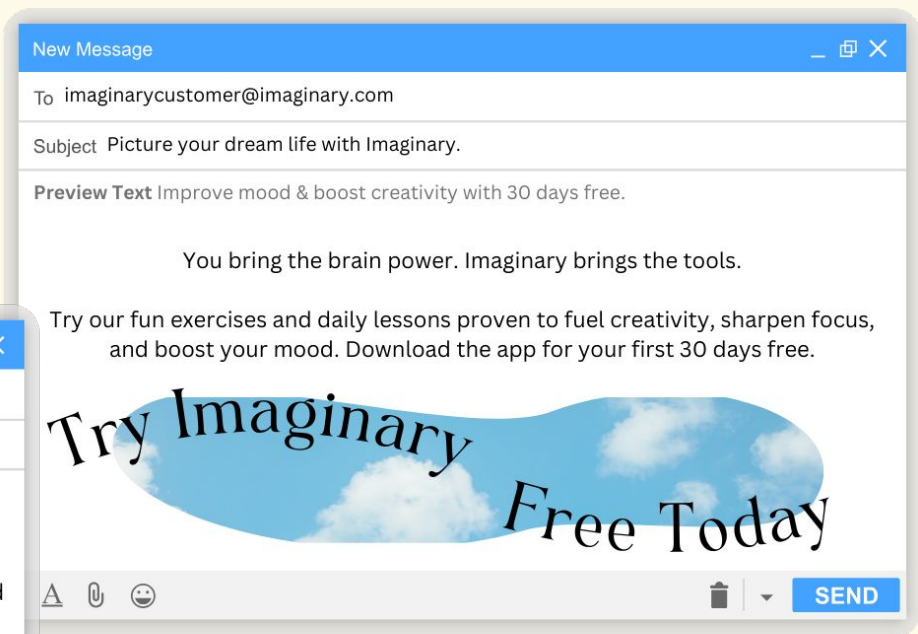 New Message
To imaginarycustomer@imaginary.com
Subject Picture your dream life with Imaginary.
Preview Text Improve mood & boost creativity with 30 days free.
You bring the brain power. Imaginary brings the tools.
Try our fun exercises and daily lessons proven to fuel creativity, sharpen focus,
and boost your mood. Download the app for your first 30 days free.
Try Imaginary
Free Today
A
SEND